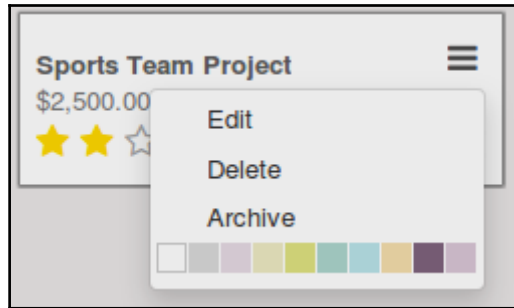 Sports Team Project
$2,500.00
Edit
Delete
Archive